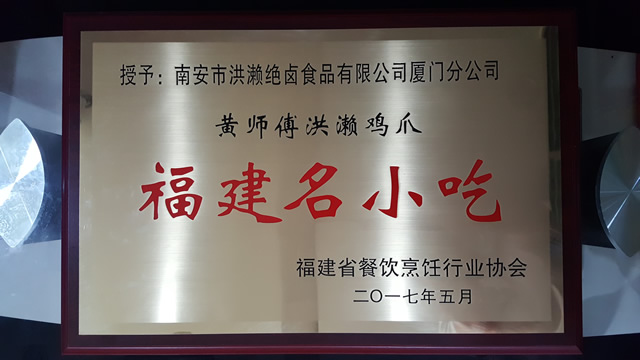 授予：南安市洪濑绝卤食品有限公司厦门分公司
黄师傅洪濑鸡爪
福建名小吃
福建省餐饮烹饪行业协会
二〇一七年五月